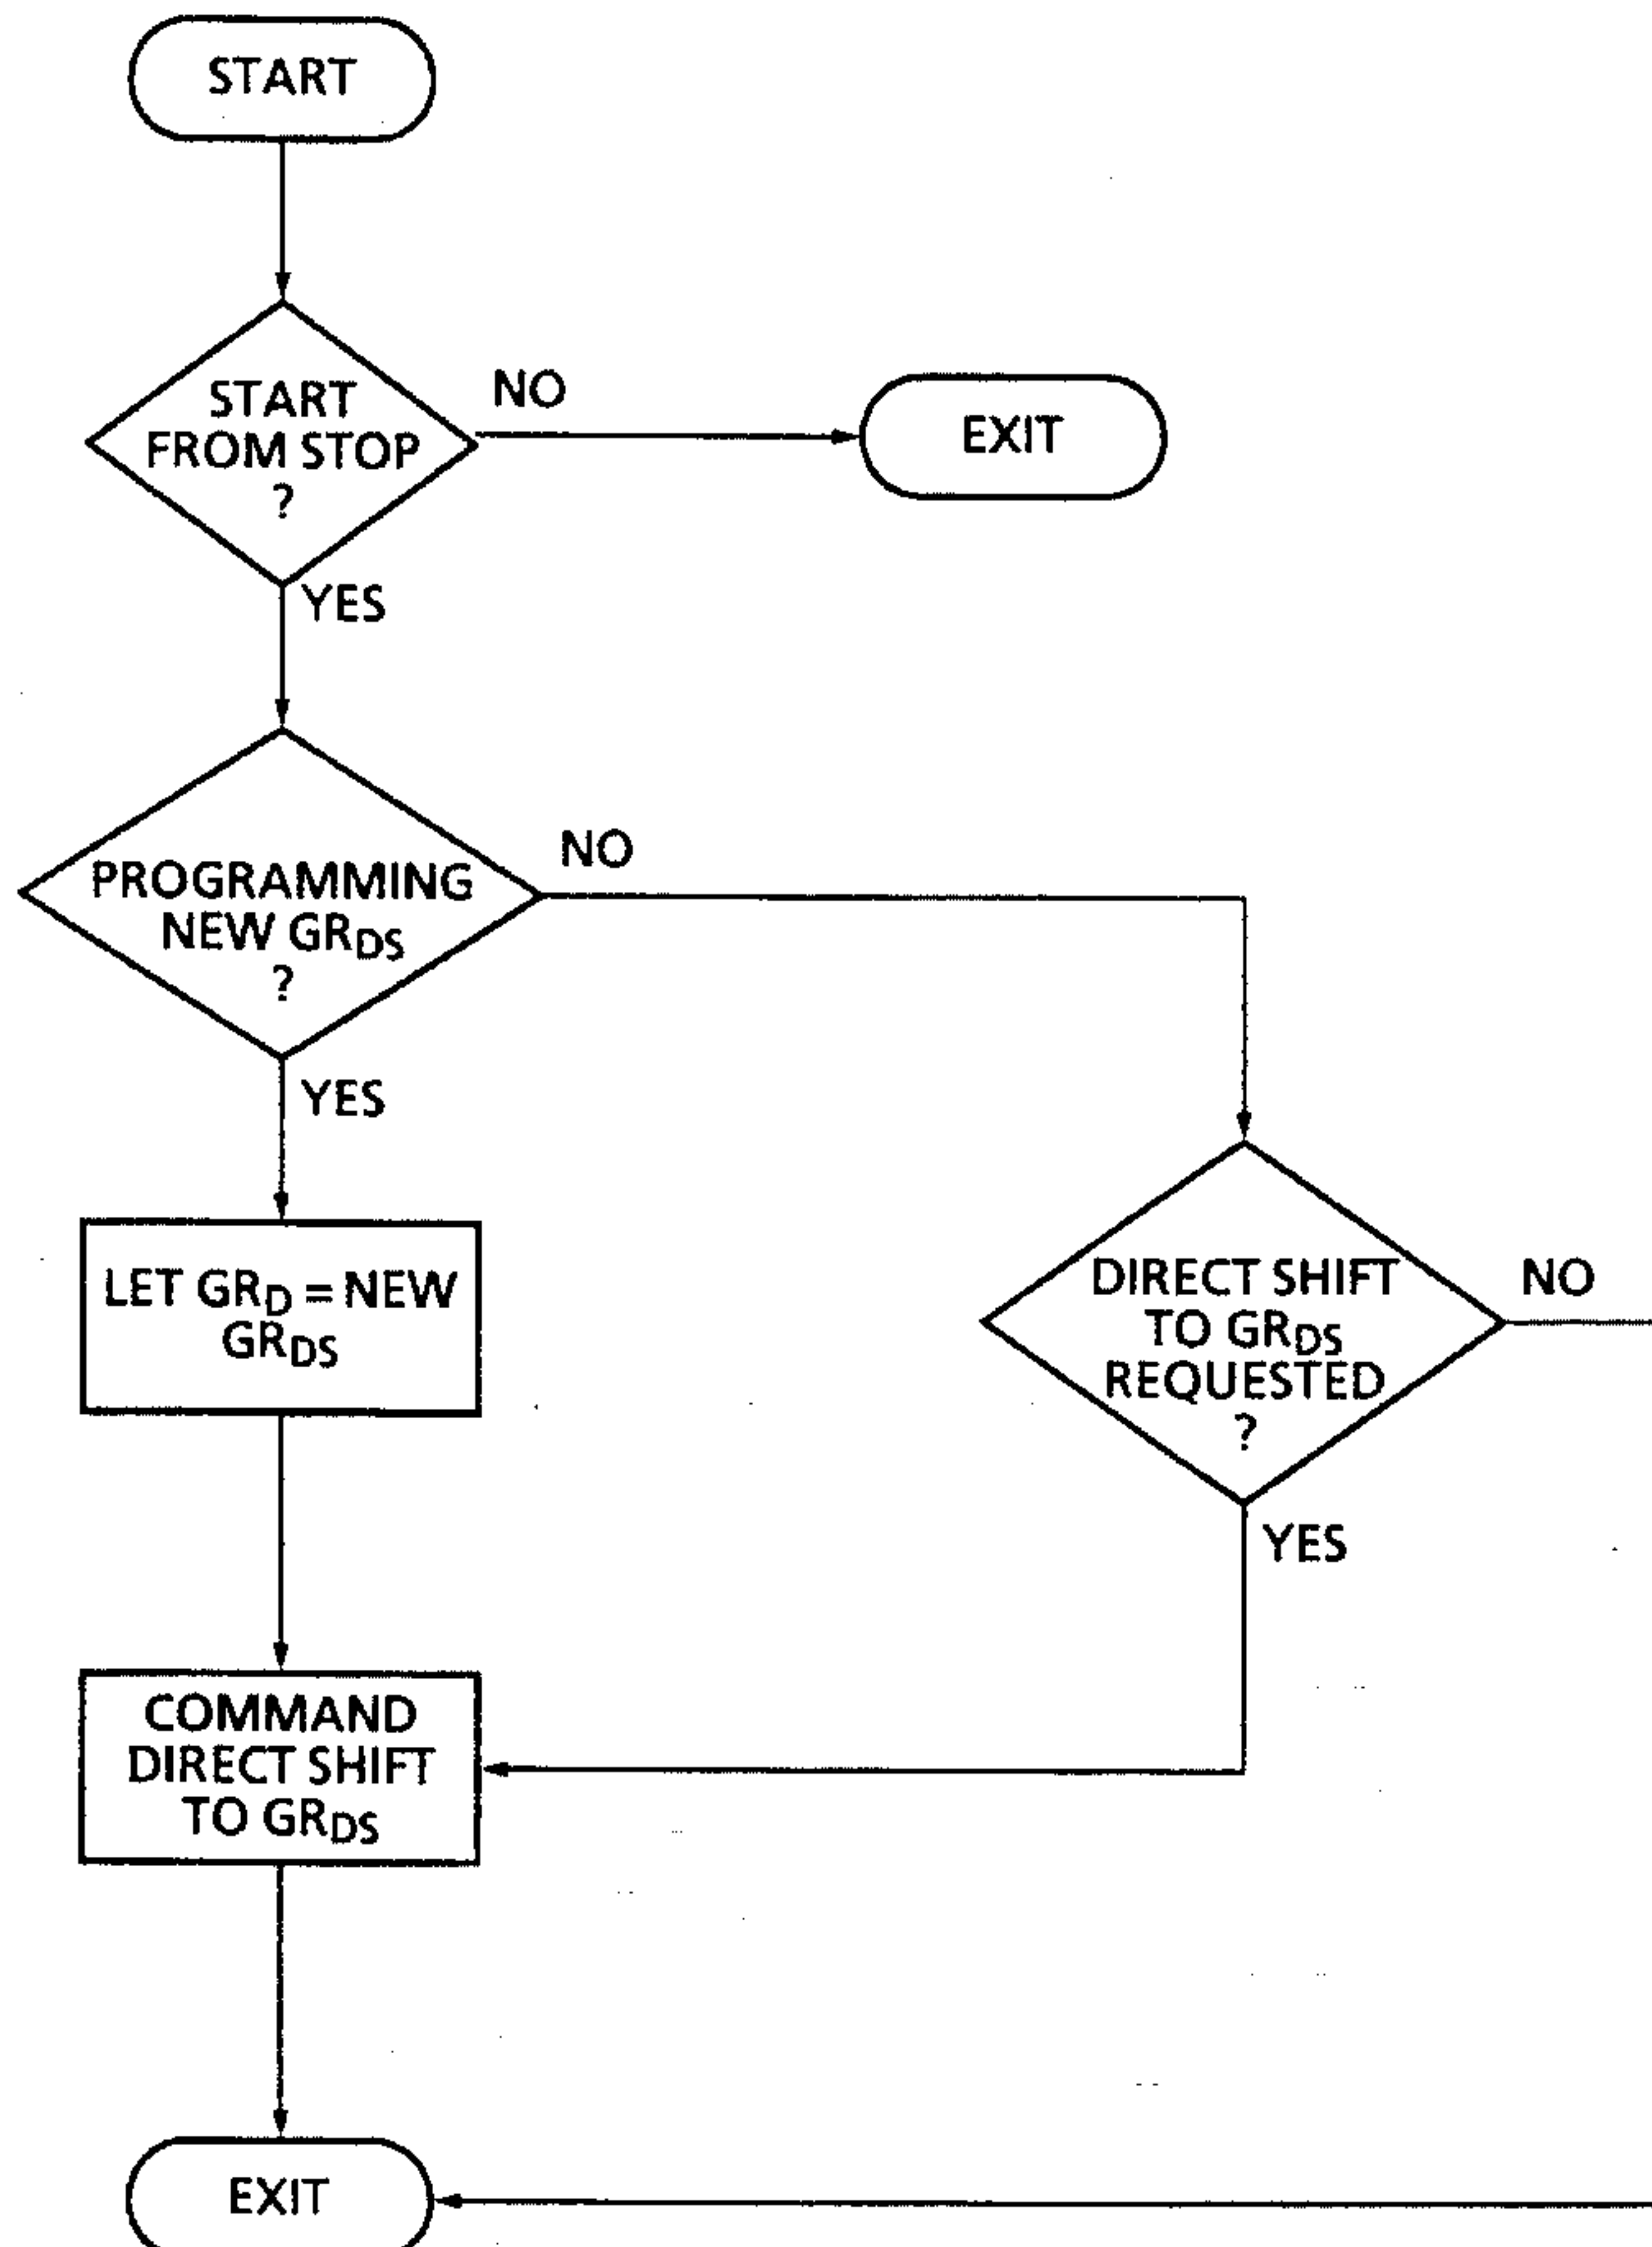 START
START
FROM STOP
?
NO
EXIT
YES
PROGRAMMING
NEW GRDS
?
NO
YES
LET GRD = NEW
GRDS
DIRECT SHIFT
TO GRDS
REQUESTED
?
NO
YES
COMMAND
DIRECT SHIFT
TO GRDS
EXIT